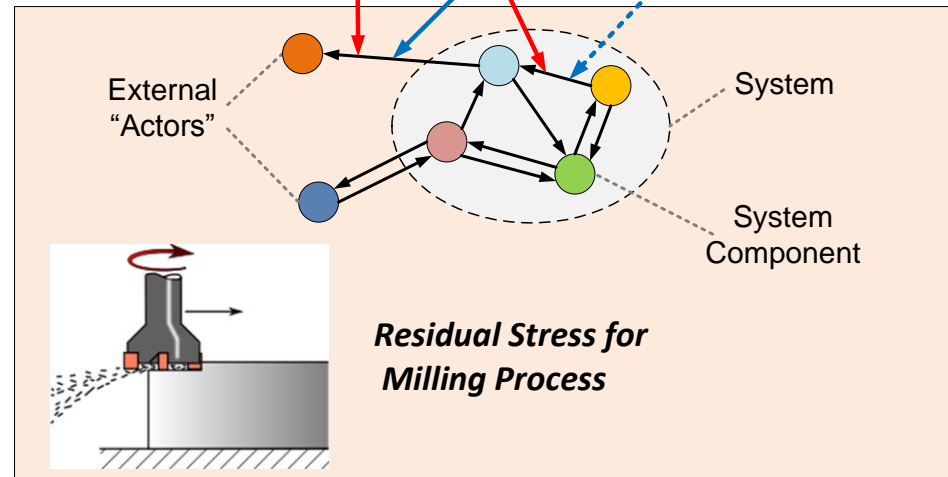 External
“Actors”
System
System
Component
Residual Stress for
Milling Process